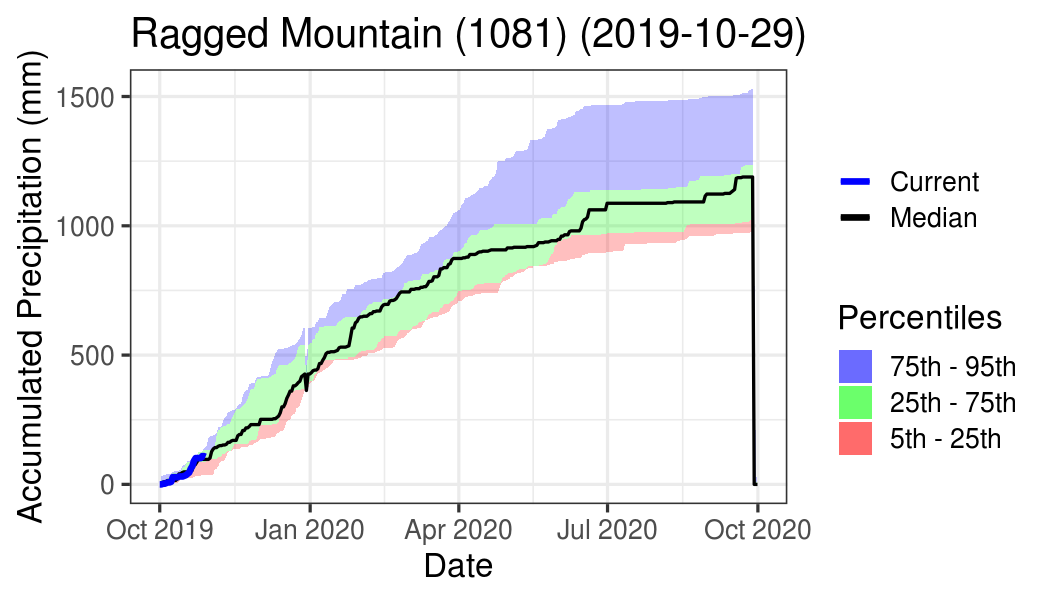 Ragged Mountain (1081) (2019-10-29)
Accumulated Precipitation (mm)
1500
1000
500
0
Oct 2019
Jan 2020
Apr 2020
Jul 2020
Oct 2020
Date
Current
Median
Percentiles
75th - 95th
25th - 75th
5th - 25th